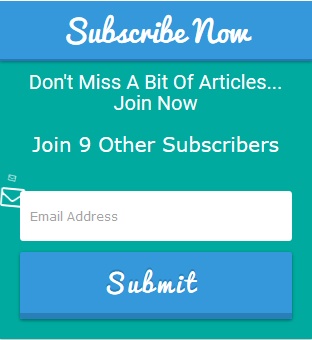 Subscribe Now
Don't Miss A Bit Of Articles...
Join Now
Join 9 Other Subscribers
Email Address
Submit